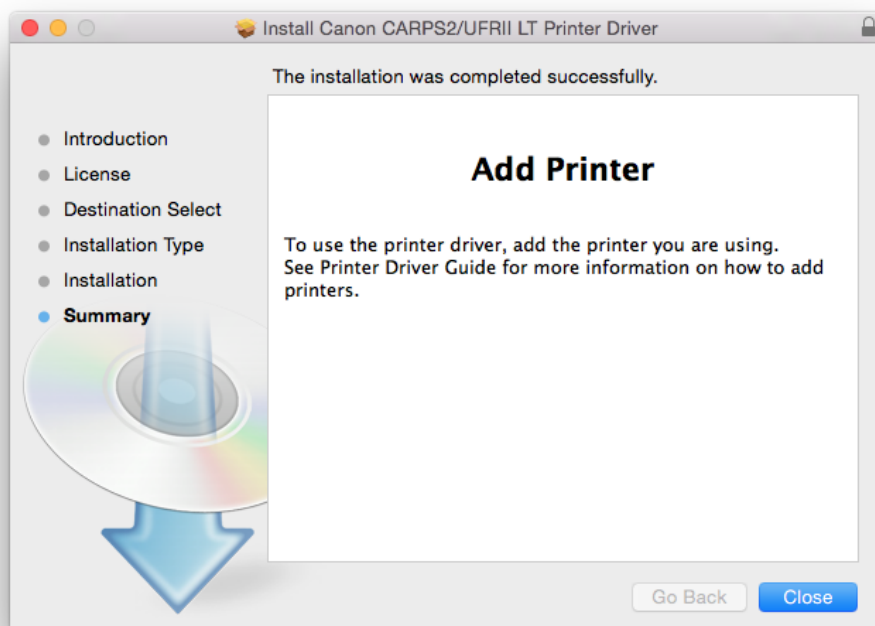 Install Canon CARPS2/UFRII LT Printer Driver
The installation was completed successfully.
Introduction
License
Destination Select
Installation Type
Installation
Summary
Add Printer
To use the printer driver, add the printer you are using.
See Printer Driver Guide for more information on how to add
printers.
Go Back
Close